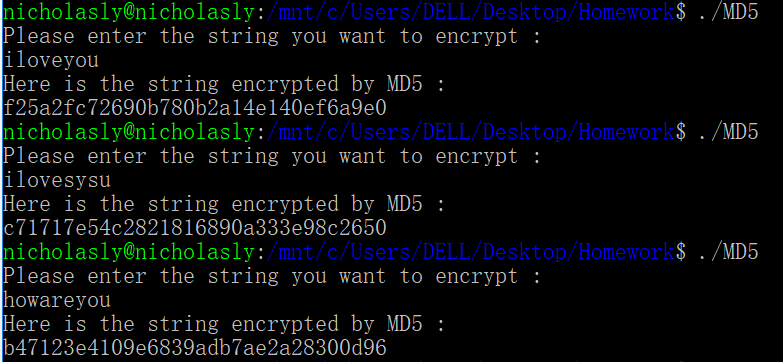 nicholasly@nicholasly:/mnt/c/Users/DELL/Desktop/Homework$ ./MD5
Please enter the string you want to encrypt :
iloveyou
Here is the string encrypted by MD5 :
f25a2fc72690b780b2a14e140ef6a9e0
nicholasly@nicholasly:/mnt/c/Users/DELL/Desktop/Homework$ ./MD5
Please enter the string you want to encrypt :
ilovesysu
Here is the string encrypted by MD5 :
c71717e54c2821816890a333e98c2650
nicholasly@nicholasly:/mnt/c/Users/DELL/Desktop/Homework$ ./MD5
Please enter the string you want to encrypt :
howareyou
Here is the string encrypted by MD5 :
b47123e4109e6839adb7ae2a28300d96